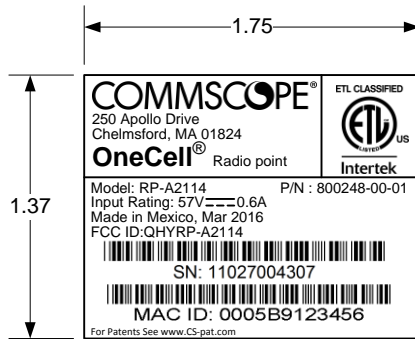 1.75
1.37
COMMSCOPE®
250 Apollo Drive
Chelmsford, MA 01824
OneCell® Radio point
ETL CLASSIFIED
ETL
LISTED
US
Intertek
Model: RP-A2114 P/N : 800248-00-01
Input Rating: 57V 0.6A
Made in Mexico, Mar 2016
FCC ID:QHYRP-A2114
SN: 11027004307
MAC ID: 0005B9123456
For Patents See www.CS-pat.com